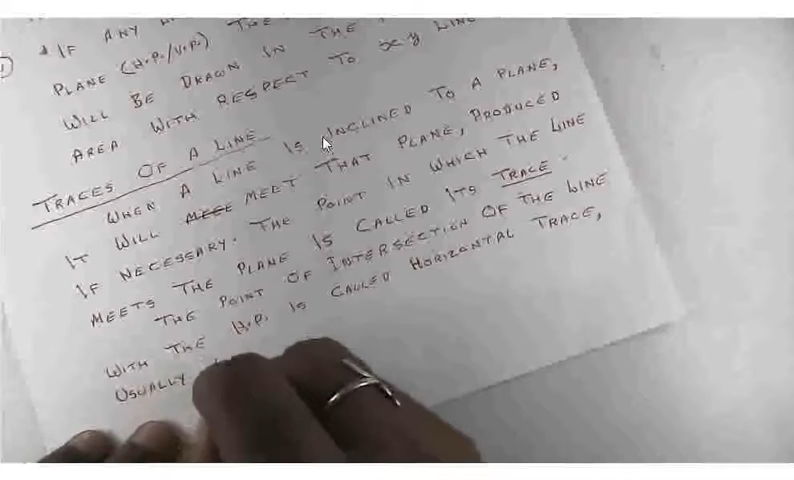 * IF ANY THE
PLANE (H.P./V.P.) THE
WILL BE DRAWN IN THE
AREA WITH RESPECT TO xy LINE
TRACES OF A LINE
WHEN A LINE IS INCLINED TO A PLANE,
IT WILL MEET THAT PLANE, PRODUCED
IF NECESSARY. THE POINT IN WHICH THE LINE
MEETS THE PLANE IS CALLED ITS TRACE.
THE POINT OF INTERSECTION OF THE LINE
WITH THE H.P. IS CALLED HORIZONTAL TRACE,
USUALLY